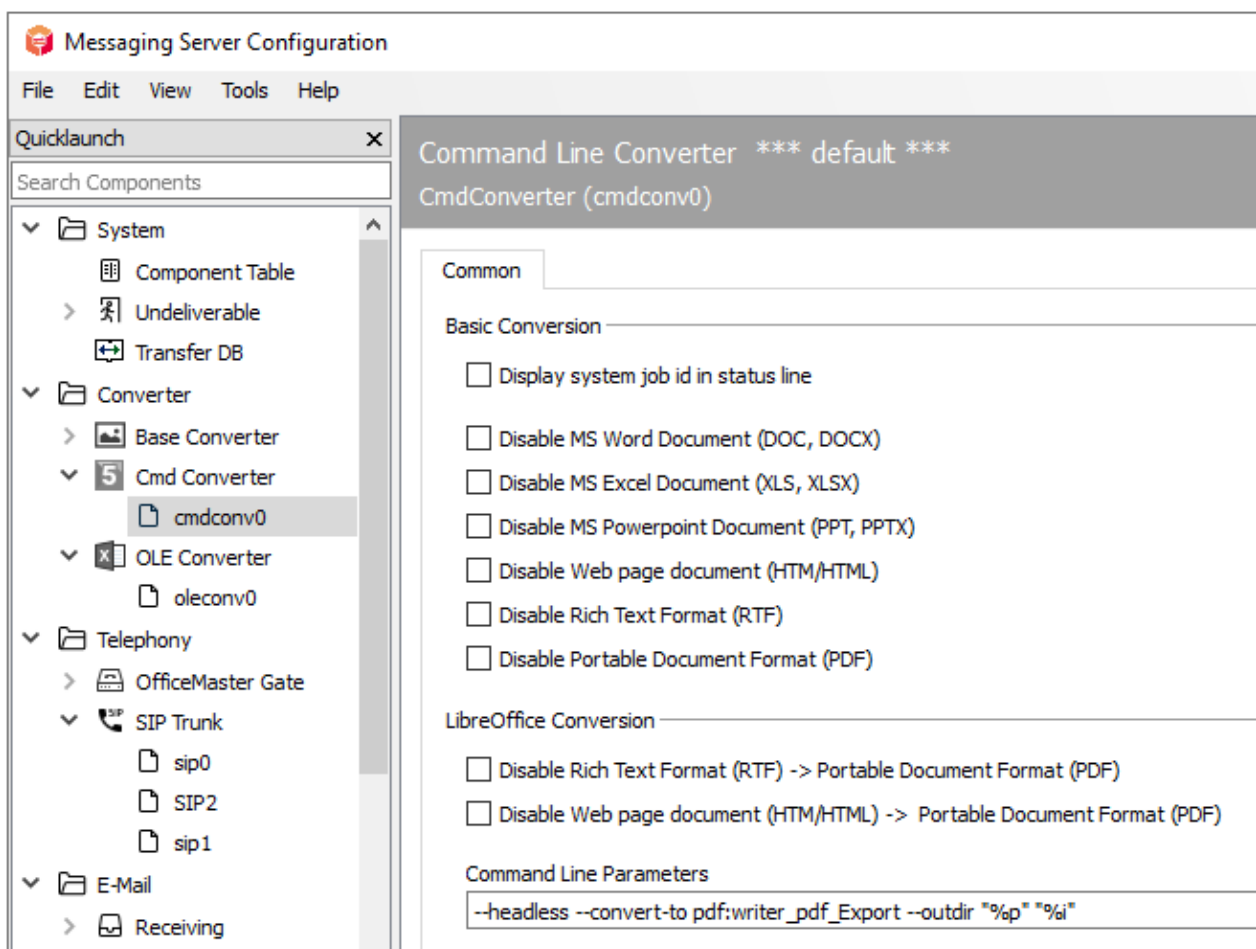 Messaging Server Configuration
File Edit View Tools Help
Quicklaunch
Search Components
System
Component Table
Undeliverable
Transfer DB
Converter
Base Converter
5 Cmd Converter
cmdconv0
X OLE Converter
oleconv0
Telephony
OfficeMaster Gate
SIP SIP Trunk
sip0
SIP2
sip1
E-Mail
Receiving
Command Line Converter *** default ***
CmdConverter (cmdconv0)
Common
Basic Conversion
Display system job id in status line
Disable MS Word Document (DOC, DOCX)
Disable MS Excel Document (XLS, XLSX)
Disable MS Powerpoint Document (PPT, PPTX)
Disable Web page document (HTM/HTML)
Disable Rich Text Format (RTF)
Disable Portable Document Format (PDF)
LibreOffice Conversion
Disable Rich Text Format (RTF) -> Portable Document Format (PDF)
Disable Web page document (HTM/HTML) -> Portable Document Format (PDF)
Command Line Parameters
--headless --convert-to pdf:writer_pdf_Export --outdir "%p" "%i"